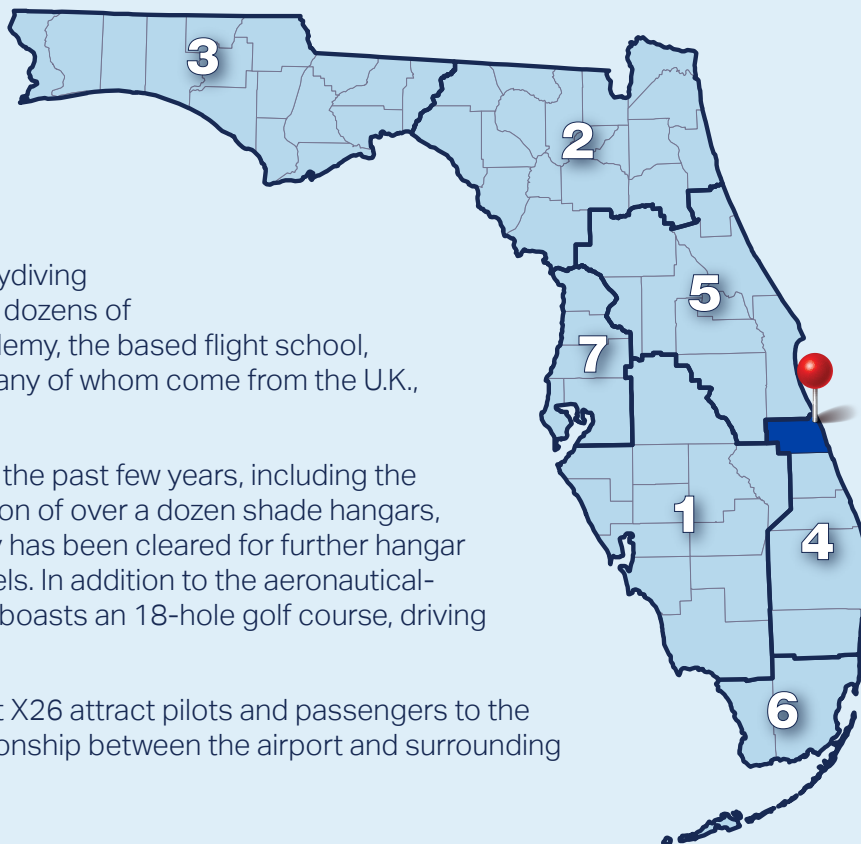 3
2
ydiving
dozens of
5
lemy, the based flight school,
7
any of whom come from the U.K.,
the past few years, including the
on of over a dozen shade hangars,
1
has been cleared for further hangar
4
els. In addition to the aeronautical-
boasts an 18-hole golf course, driving
t X26 attract pilots and passengers to the
6
onship between the airport and surrounding